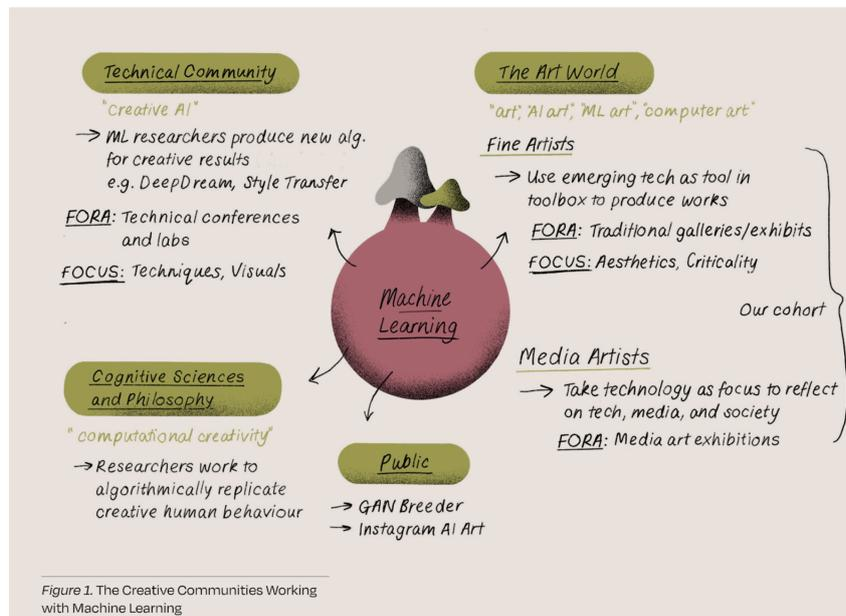 Technical Community
"Creative AI"
→ ML researchers produce new alg.
for creative results
e.g. DeepDream, Style Transfer
FORA: Technical conferences
and labs
FOCUS: Techniques, Visuals
The Art World
"art", "AI art", "ML art", "computer art"
Fine Artists
→ Use emerging tech as tool in
toolbox to produce works
FORA: Traditional galleries/exhibits
FOCUS: Aesthetics, Criticality
Our cohort
Machine
Learning
Media Artists
→ Take technology as focus to reflect
on tech, media, and society
FORA: Media art exhibitions
Cognitive Sciences
and Philosophy
"computational creativity"
→ Researchers work to
algorithmically replicate
creative human behaviour
Public
→ GAN Breeder
→ Instagram AI Art
Figure 1. The Creative Communities Working
with Machine Learning